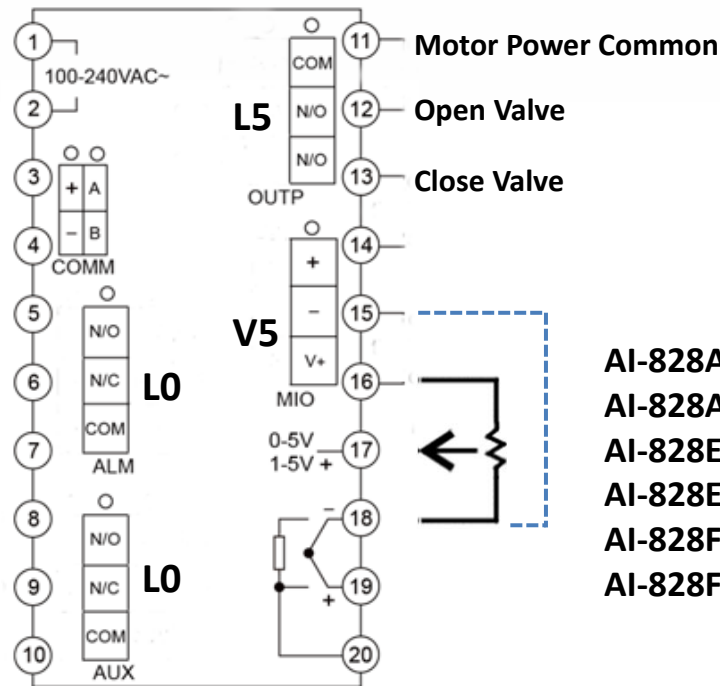 1
100-240VAC~
2
3
+ A
- B
4
COMM
5
N/O
6
N/C
L0
7
COM
ALM
8
N/O
9
N/C
L0
10
COM
AUX
COM
11
Motor Power Common
L5
N/O
12
Open Valve
N/O
13
Close Valve
OUTP
14
+
15
-
V5
V+
16
MIO
0-5V
1-5V +
17
18
-
19
+
20
AI-828A
AI-828A
AI-828E
AI-828E
AI-828F
AI-828F